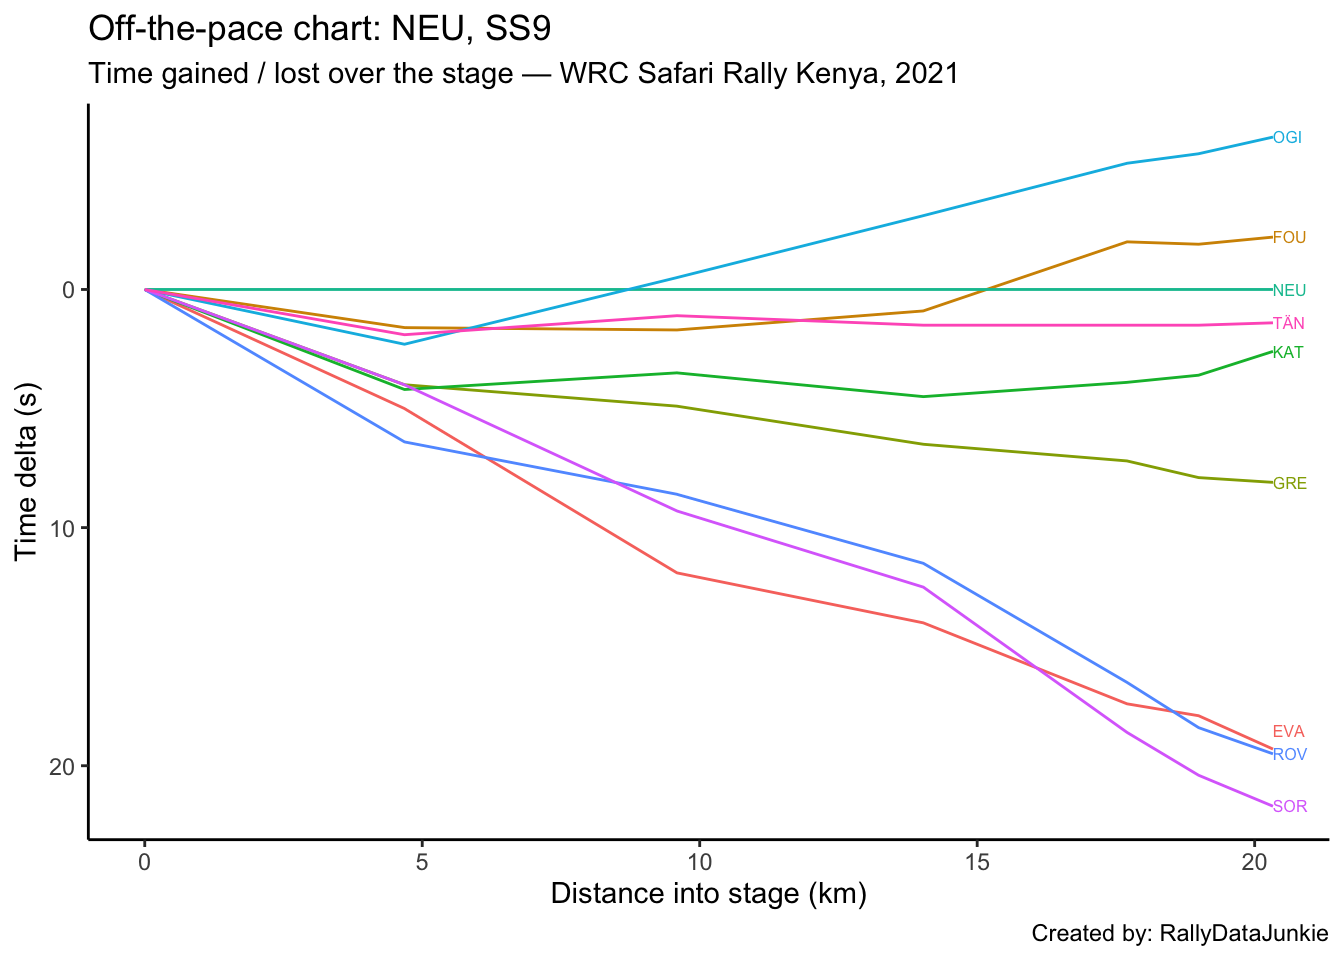 Off-the-pace chart: NEU, SS9
Time gained / lost over the stage — WRC Safari Rally Kenya, 2021
OGI
FOU
NEU
TÄN
KAT
GRE
EVA
ROV
SOR
0
10
20
Time delta (s)
0 5 10 15 20
Distance into stage (km)
Created by: RallyDataJunkie